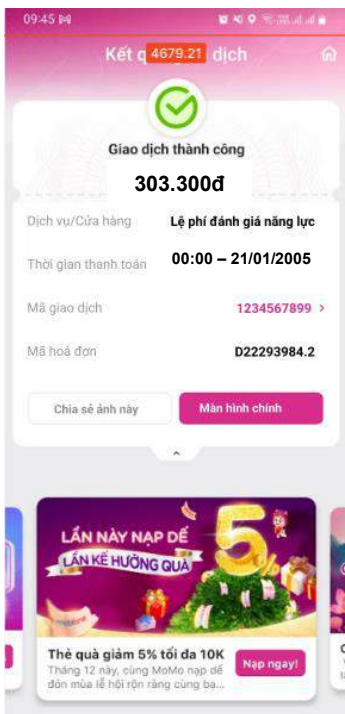 09:45
Kết q 4679.21 dịch
Giao dịch thành công
303.300đ
Dịch vụ/Cửa hàng Lệ phí đánh giá năng lực
Thời gian thanh toán 00:00 – 21/01/2005
Mã giao dịch 1234567899 >
Mã hoá đơn D22293984.2
Chia sẻ ảnh này Màn hình chính
LẦN NÀY NẠP DẾ
LẦN KẾ HƯỞNG QUÀ
5%
mobifone
Thẻ quà giảm 5% tối đa 10K
Tháng 12 này, cùng MoMo nạp dế
đón mùa lễ hội rộn ràng cùng ba...
Nạp ngay!